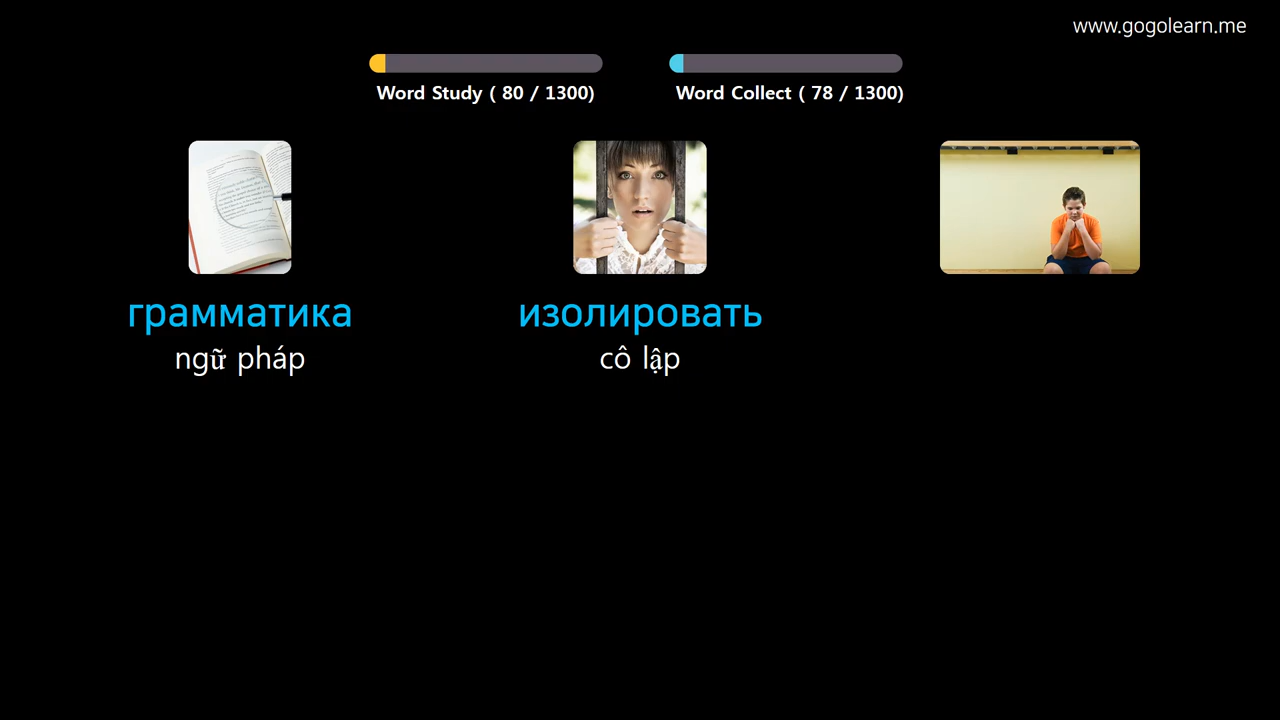 www.gogolearn.me
Word Study ( 80 / 1300)
Word Collect ( 78 / 1300)
грамматика
ngữ pháp
изолировать
cô lập